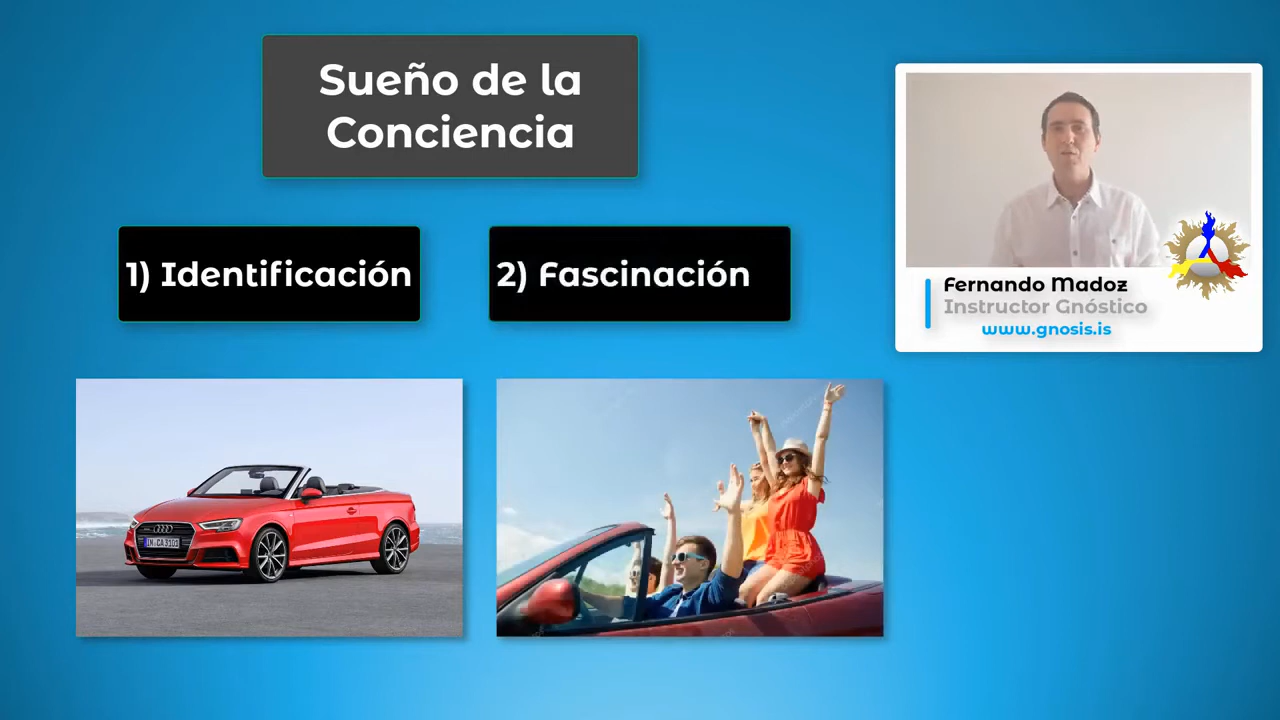 Sueño de la
Conciencia
1) Identificación
2) Fascinación
Fernando Madoz
Instructor Gnóstico
www.gnosis.is